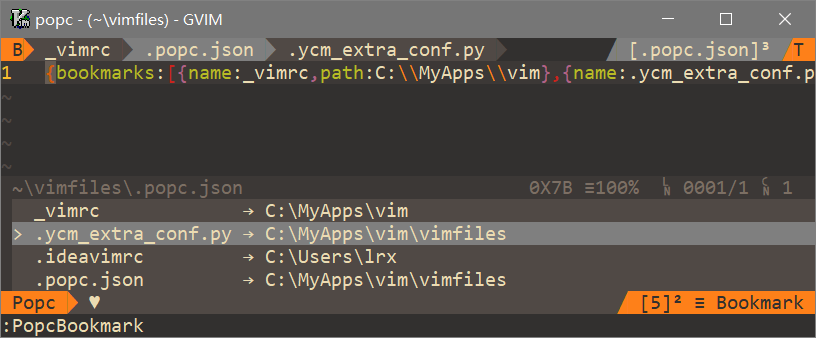 popc - (~\vimfiles) - GVIM
B _vimrc .popc.json .ycm_extra_conf.py [.popc.json]³ T
1 {bookmarks:[{name:_vimrc,path:C:\\MyApps\\vim},{name:.ycm_extra_conf.p
~
~
~
~
~\vimfiles\.popc.json 0X7B ≡100% LN 0001/1 CN 1
_vimrc → C:\MyApps\vim
> .ycm_extra_conf.py → C:\MyApps\vim\vimfiles
.ideavimrc → C:\Users\lrx
.popc.json → C:\MyApps\vim\vimfiles
Popc ♥ [5]² ≡ Bookmark
:PopcBookmark